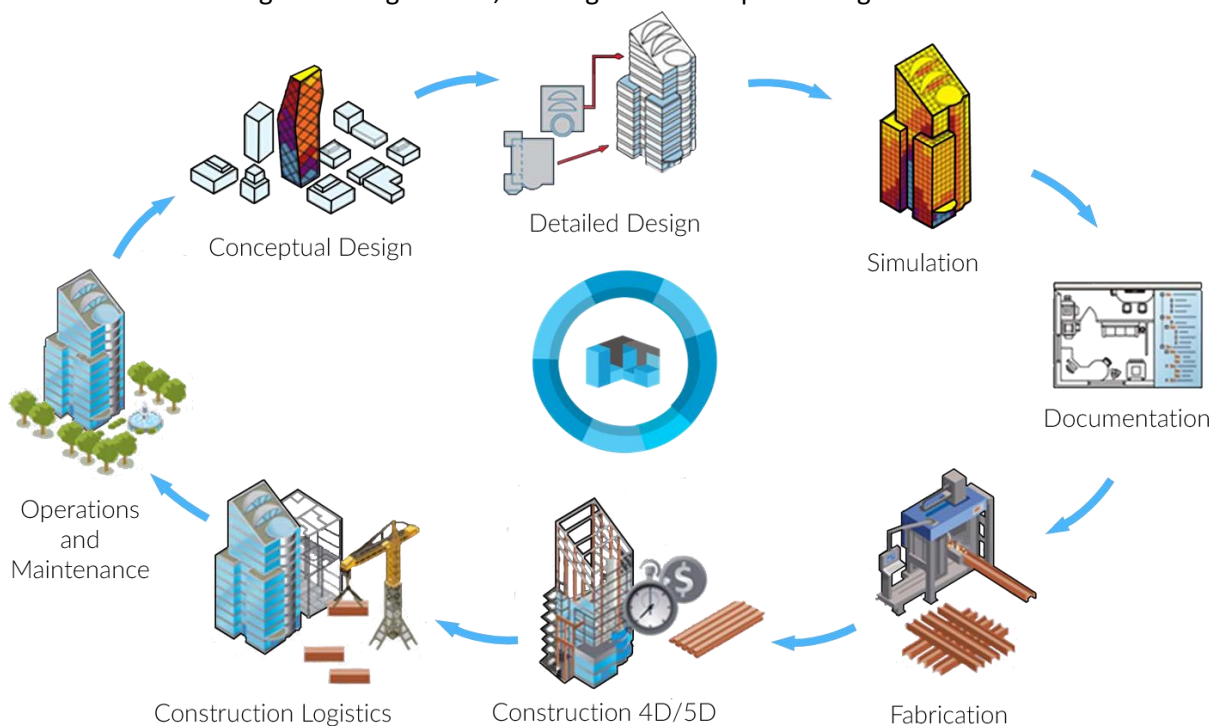 Conceptual Design
Detailed Design
Simulation
Documentation
Fabrication
Construction 4D/5D
Construction Logistics
Operations
and
Maintenance
$